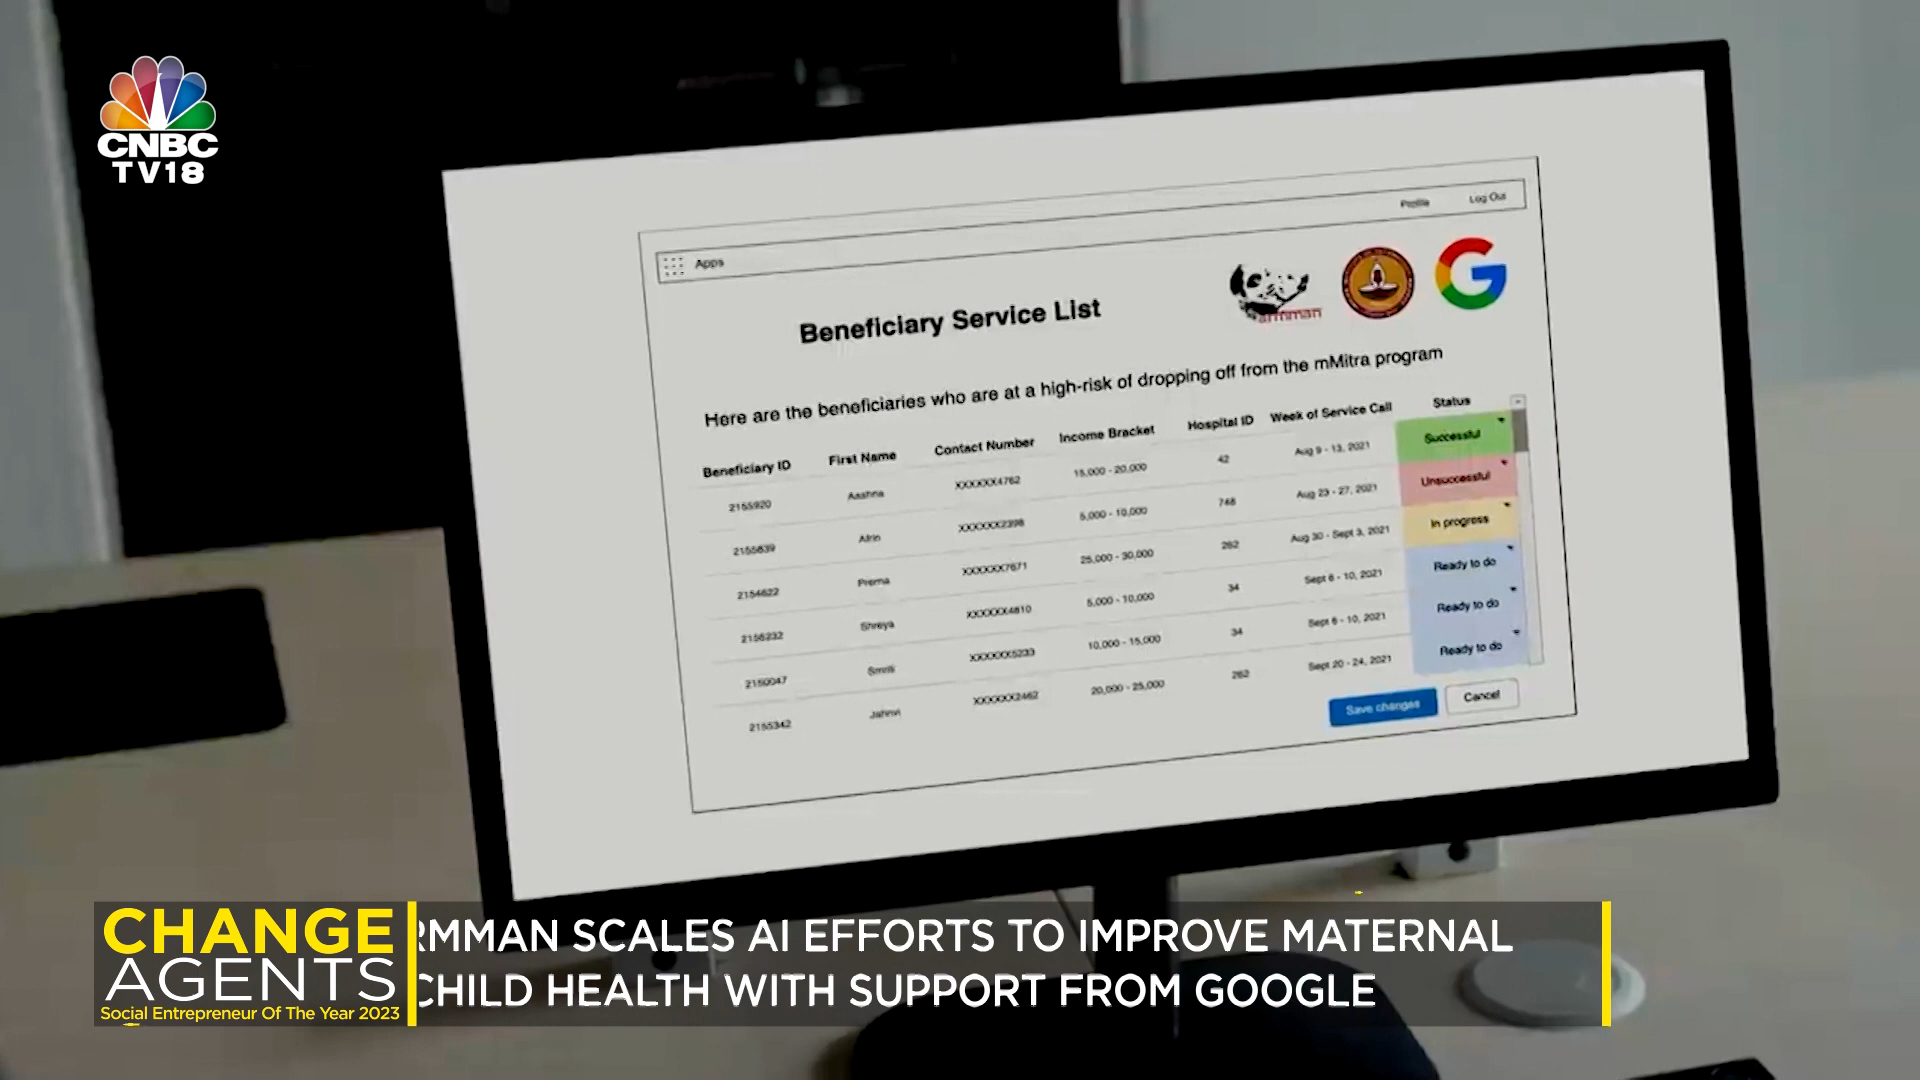 CNBC
TV18
Apps
Profile
Log Out
Beneficiary Service List
armman
Here are the beneficiaries who are at a high-risk of dropping off from the mMitra program
Beneficiary ID First Name Contact Number Income Bracket Hospital ID Week of Service Call Status
2155920 Aashna XXXXXX4762 15,000 - 20,000 42 Aug 9 - 13, 2021 Successful
2155839 Afrin XXXXXX2398 5,000 - 10,000 748 Aug 23 - 27, 2021 Unsuccessful
2154622 Prema XXXXXX7671 25,000 - 30,000 262 Aug 30 - Sept 3, 2021 In progress
2156232 Shreya XXXXXX4810 5,000 - 10,000 34 Sept 6 - 10, 2021 Ready to do
2150047 Smriti XXXXXX5233 10,000 - 15,000 34 Sept 6 - 10, 2021 Ready to do
2155342 Jahnvi XXXXXX2462 20,000 - 25,000 262 Sept 20 - 24, 2021 Ready to do
Save changes Cancel
CHANGE
AGENTS
Social Entrepreneur Of The Year 2023
RMMAN SCALES AI EFFORTS TO IMPROVE MATERNAL
CHILD HEALTH WITH SUPPORT FROM GOOGLE